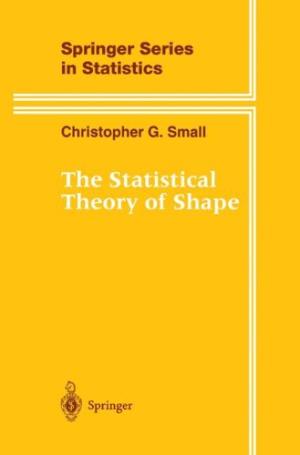 Springer Series
in Statistics
Christopher G. Small
The Statistical
Theory of Shape
Springer